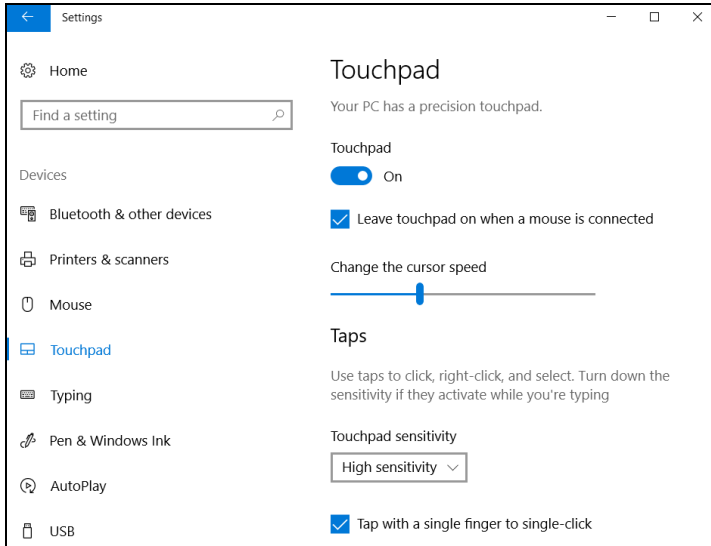 Settings
Home
Find a setting
Devices
Bluetooth & other devices
Printers & scanners
Mouse
Touchpad
Typing
Pen & Windows Ink
AutoPlay
USB
Touchpad
Your PC has a precision touchpad.
Touchpad
On
Leave touchpad on when a mouse is connected
Change the cursor speed
Taps
Use taps to click, right-click, and select. Turn down the
sensitivity if they activate while you're typing
Touchpad sensitivity
High sensitivity
Tap with a single finger to single-click